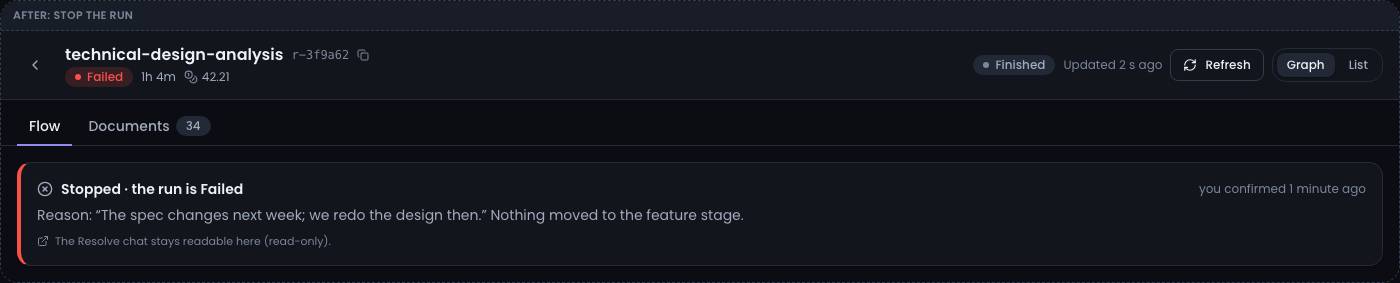 AFTER: STOP THE RUN
technical-design-analysis r-3f9a62
Failed 1h 4m 42.21
Finished Updated 2 s ago Refresh Graph List
Flow Documents 34
Stopped · the run is Failed you confirmed 1 minute ago
Reason: “The spec changes next week; we redo the design then.” Nothing moved to the feature stage.
The Resolve chat stays readable here (read-only).